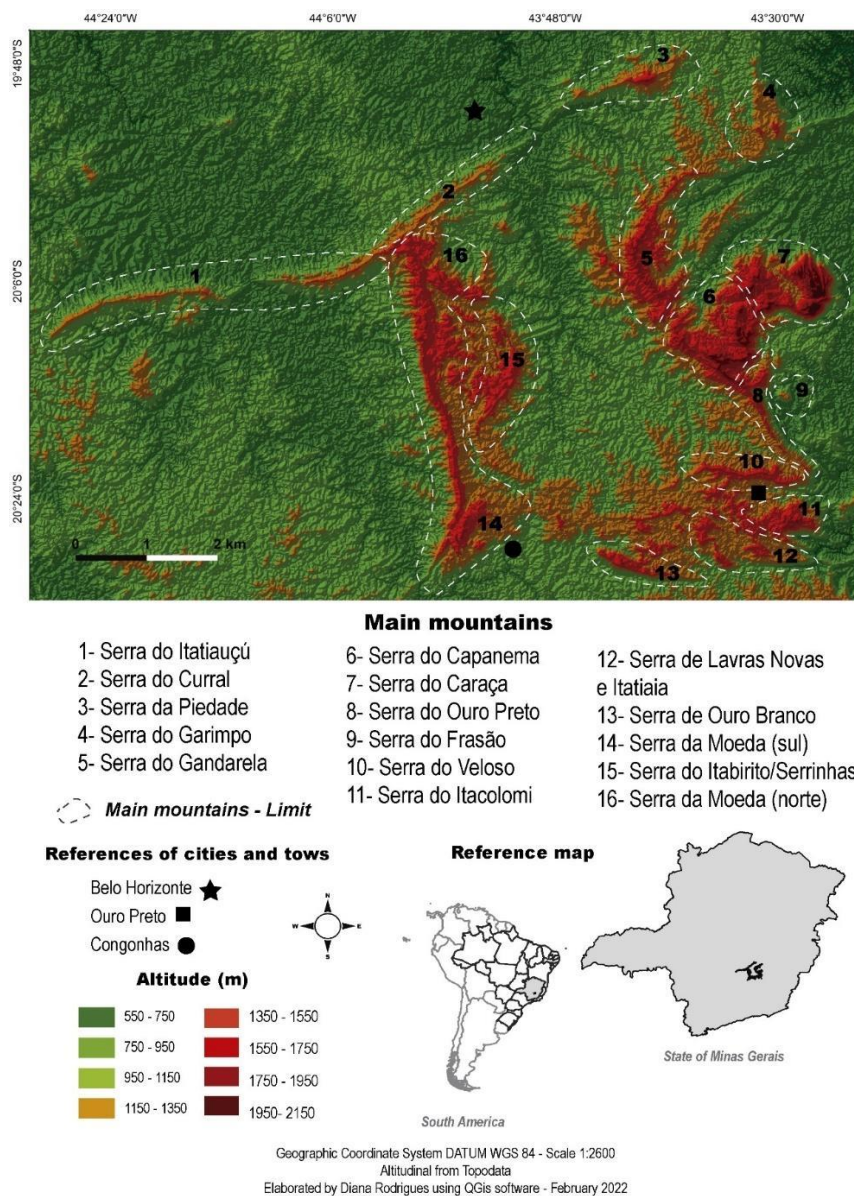 44°24'0"W 44°6'0"W 43°48'0"W 43°30'0"W
19°48'0"S
20°6'0"S
20°24'0"S
3
4
2
16
1
5
7
6
15
8
9
10
11
14
12
13
0 1 2 km
Main mountains
1- Serra do Itatiauçú
2- Serra do Curral
3- Serra da Piedade
4- Serra do Garimpo
5- Serra do Gandarela
6- Serra do Capanema
7- Serra do Caraça
8- Serra do Ouro Preto
9- Serra do Frasão
10- Serra do Veloso
11- Serra do Itacolomi
12- Serra de Lavras Novas
e Itatiaia
13- Serra de Ouro Branco
14- Serra da Moeda (sul)
15- Serra do Itabirito/Serrinhas
16- Serra da Moeda (norte)
Main mountains - Limit
References of cities and tows
Belo Horizonte
Ouro Preto
Congonhas
N
W E
S
Altitude (m)
550 - 750
750 - 950
950 - 1150
1150 - 1350
1350 - 1550
1550 - 1750
1750 - 1950
1950- 2150
Reference map
South America
State of Minas Gerais
Geographic Coordinate System DATUM WGS 84 - Scale 1:2600
Altitudinal from Topodata
Elaborated by Diana Rodrigues using QGis software - February 2022